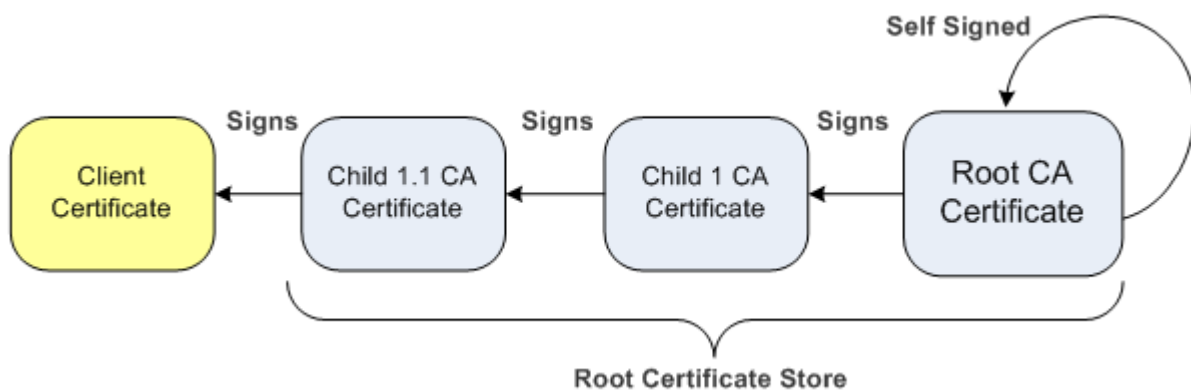 Self Signed
Signs
Signs
Signs
Client
Certificate
Child 1.1 CA
Certificate
Child 1 CA
Certificate
Root CA
Certificate
Root Certificate Store